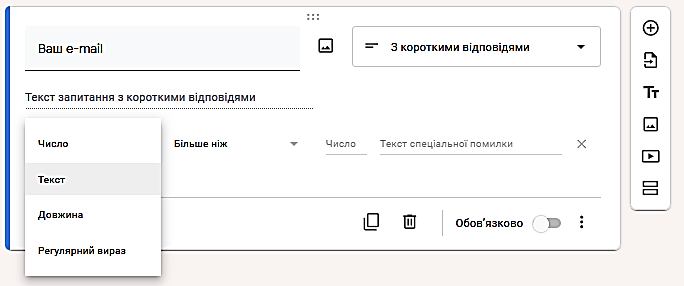 Ваш e-mail
З короткими відповідями
Текст запитання з короткими відповідями
Число
Більше ніж
Число
Текст спеціальної помилки
Текст
Довжина
Обов'язково
Регулярний вираз